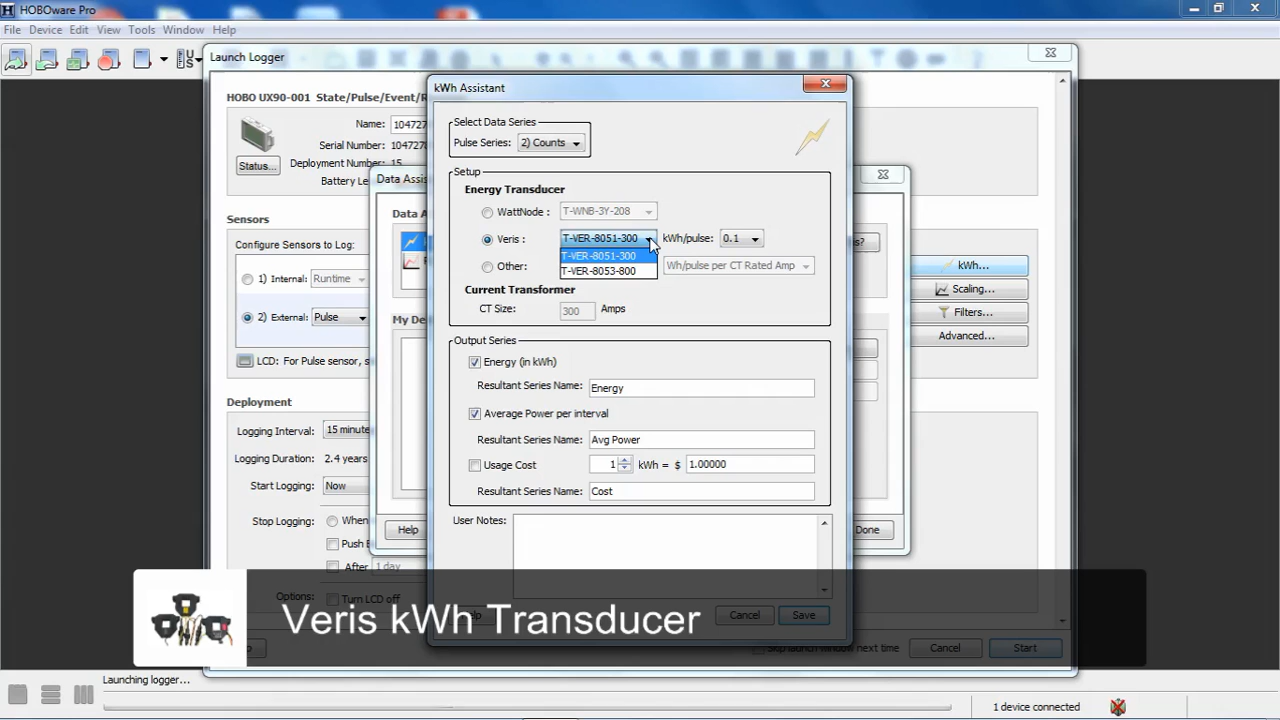 HOBOware Pro
File Device Edit View Tools Window Help
Launch Logger
HOBO UX90-001 State/Pulse/Event/R
Name: 10472
Serial Number: 104727
Deployment Number: 15
Battery Le
Status...
Sensors
Configure Sensors to Log:
1) Internal: Runtime
2) External: Pulse
LCD: For Pulse sensor, s
Deployment
Logging Interval: 15 minute
Logging Duration: 2.4 years
Start Logging: Now
Stop Logging: When
Push B
After 1 day
Options: Turn LCD off
Data Assis
Data A
My De
Help
Done
kWh Assistant
Select Data Series
Pulse Series: 2) Counts
Setup
Energy Transducer
WattNode : T-WNB-3Y-208
Veris : T-VER-8051-300 kWh/pulse: 0.1
T-VER-8051-300
T-VER-8053-800
Other: Wh/pulse per CT Rated Amp
Current Transformer
CT Size: 300 Amps
Output Series
Energy (in kWh)
Resultant Series Name: Energy
Average Power per interval
Resultant Series Name: Avg Power
Usage Cost 1 kWh = $ 1.00000
Resultant Series Name: Cost
User Notes:
Cancel Save
s?
kWh...
Scaling...
Filters...
Advanced...
Veris kWh Transducer
Skip launch window next time
Cancel Start
Launching logger...
1 device connected